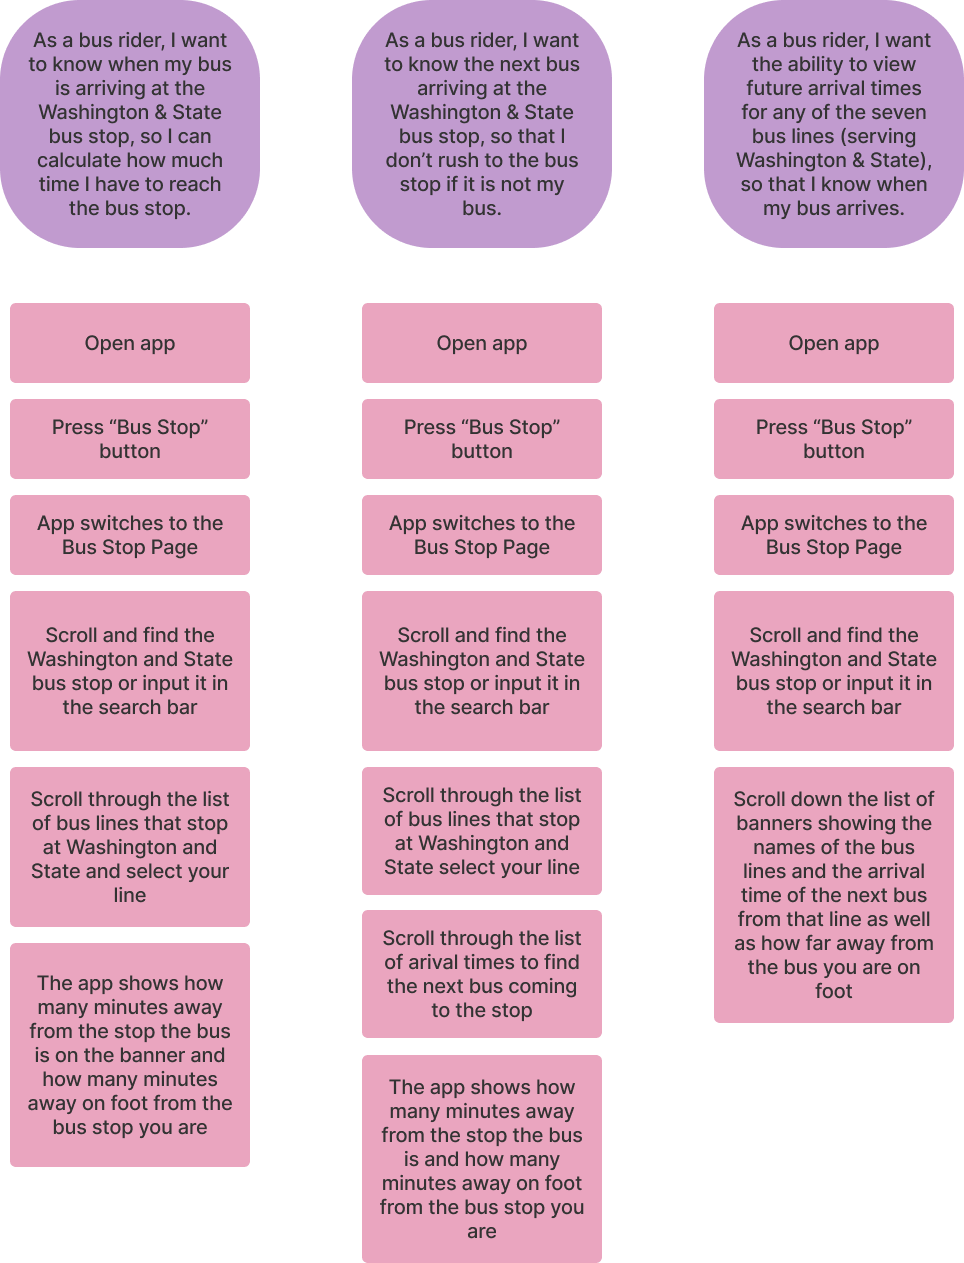 As a bus rider, I want
to know when my bus
is arriving at the
Washington & State
bus stop, so I can
calculate how much
time I have to reach
the bus stop.
Open app
Press “Bus Stop”
button
App switches to the
Bus Stop Page
Scroll and find the
Washington and State
bus stop or input it in
the search bar
Scroll through the list
of bus lines that stop
at Washington and
State and select your
line
The app shows how
many minutes away
from the stop the bus
is on the banner and
how many minutes
away on foot from the
bus stop you are
As a bus rider, I want
to know the next bus
arriving at the
Washington & State
bus stop, so that I
don’t rush to the bus
stop if it is not my
bus.
Open app
Press “Bus Stop”
button
App switches to the
Bus Stop Page
Scroll and find the
Washington and State
bus stop or input it in
the search bar
Scroll through the list
of bus lines that stop
at Washington and
State select your line
Scroll through the list
of arival times to find
the next bus coming
to the stop
The app shows how
many minutes away
from the stop the bus
is and how many
minutes away on foot
from the bus stop you
are
As a bus rider, I want
the ability to view
future arrival times
for any of the seven
bus lines (serving
Washington & State),
so that I know when
my bus arrives.
Open app
Press “Bus Stop”
button
App switches to the
Bus Stop Page
Scroll and find the
Washington and State
bus stop or input it in
the search bar
Scroll down the list of
banners showing the
names of the bus
lines and the arrival
time of the next bus
from that line as well
as how far away from
the bus you are on
foot